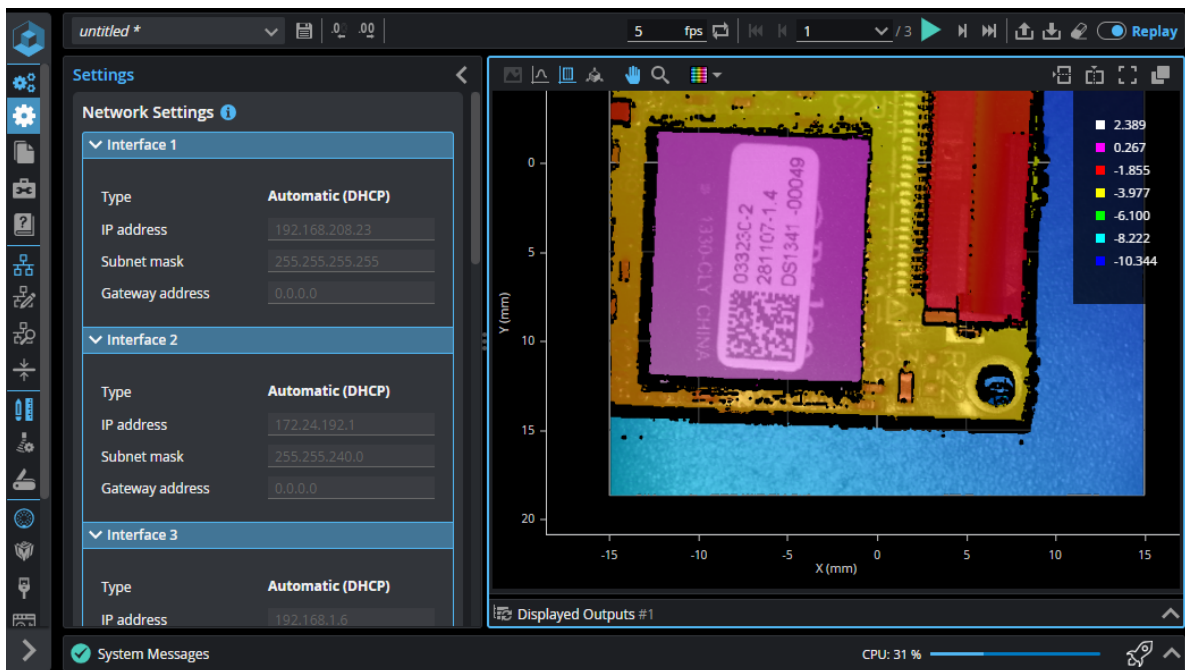 untitled *
.0
.00
5 fps
1 / 3
Replay
Settings
Network Settings
Interface 1
Type Automatic (DHCP)
IP address 192.168.208.23
Subnet mask 255.255.255.255
Gateway address 0.0.0.0
Interface 2
Type Automatic (DHCP)
IP address 172.24.192.1
Subnet mask 255.255.240.0
Gateway address 0.0.0.0
Interface 3
Type Automatic (DHCP)
IP address 192.168.1.6
2.389
0.267
-1.855
-3.977
-6.100
-8.222
-10.344
03323C-2
281107-1.4
DS1341-00049
1330-CLY CHINA
Y (mm)
0
5
10
15
20
-15
-10
-5
0
5
10
15
X (mm)
Displayed Outputs #1
System Messages
CPU: 31 %